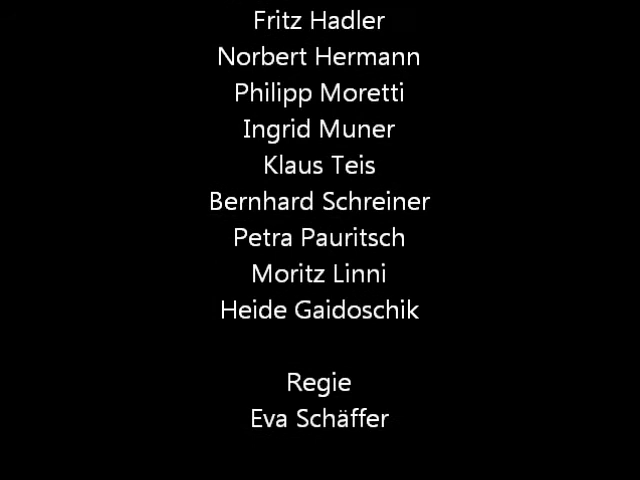 Fritz Hadler
Norbert Hermann
Philipp Moretti
Ingrid Muner
Klaus Teis
Bernhard Schreiner
Petra Pauritsch
Moritz Linni
Heide Gaidoschik
Regie
Eva Schäffer